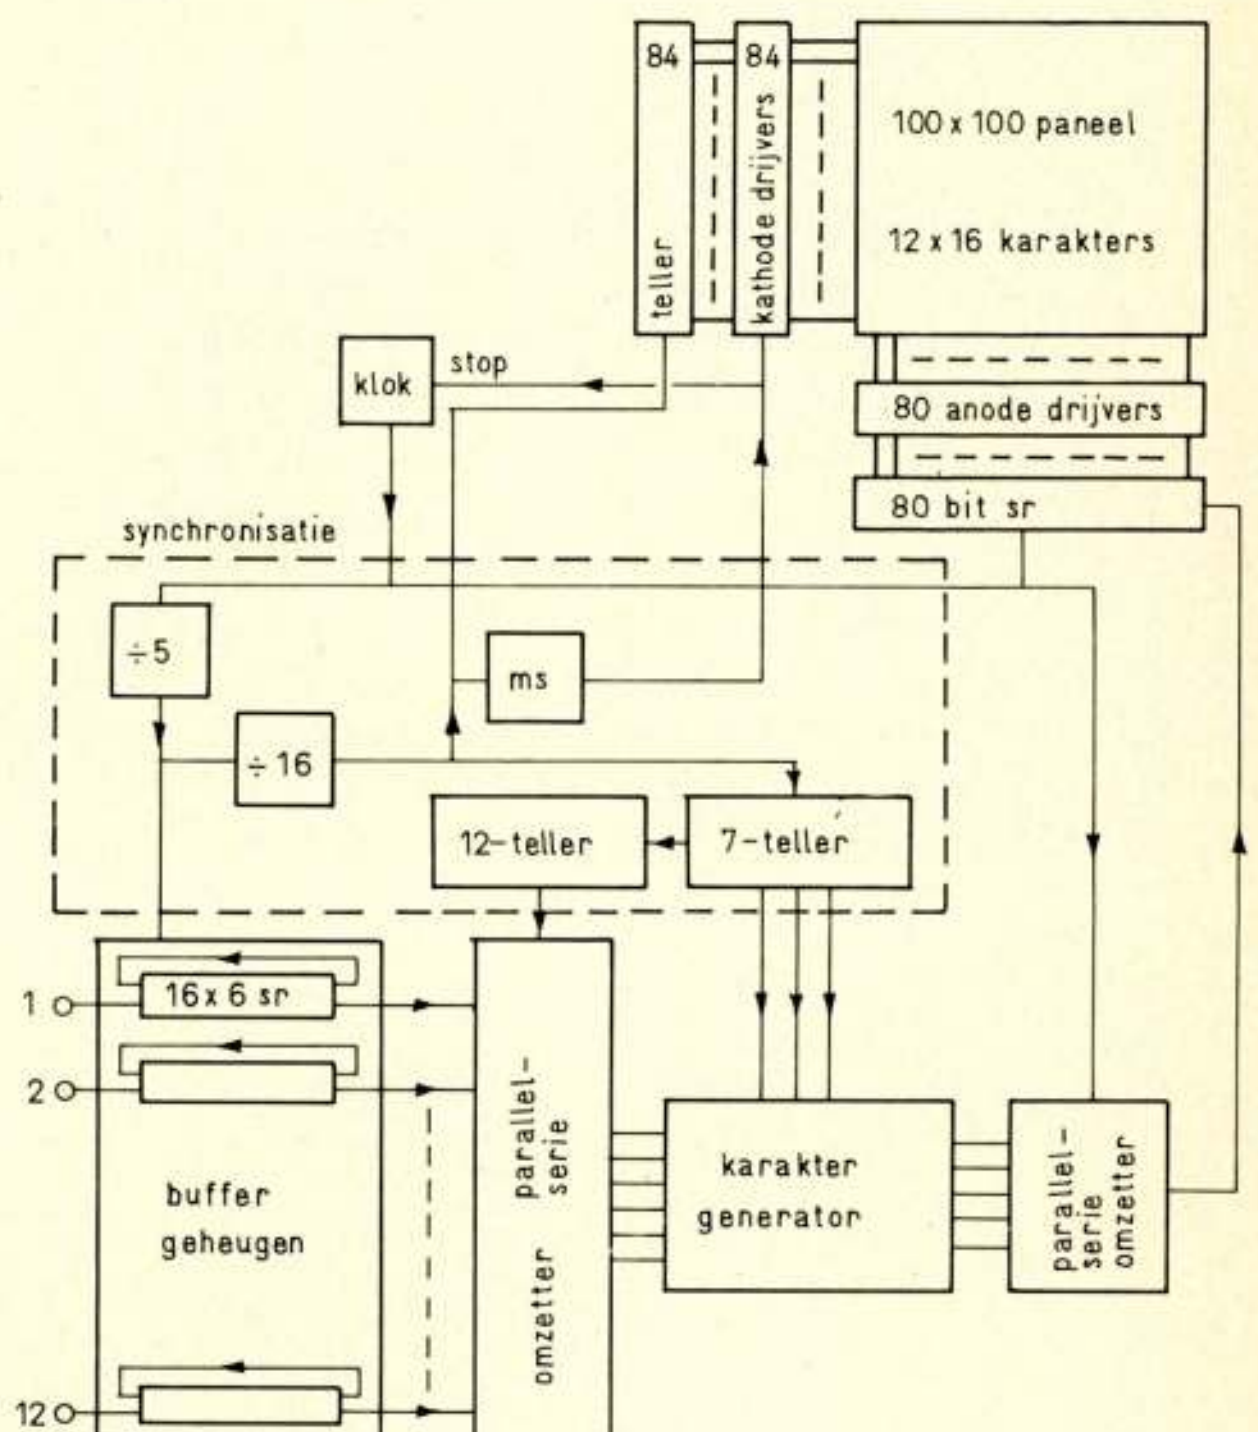 84
84
teller
kathode drijvers
100 x 100 paneel
12 x 16 karakters
klok
stop
80 anode drijvers
80 bit sr
synchronisatie
÷5
ms
÷ 16
12-teller
7-teller
1
16 x 6 sr
2
buffer
geheugen
12
parallel-
serie
omzetter
karakter
generator
parallel-
serie
omzetter